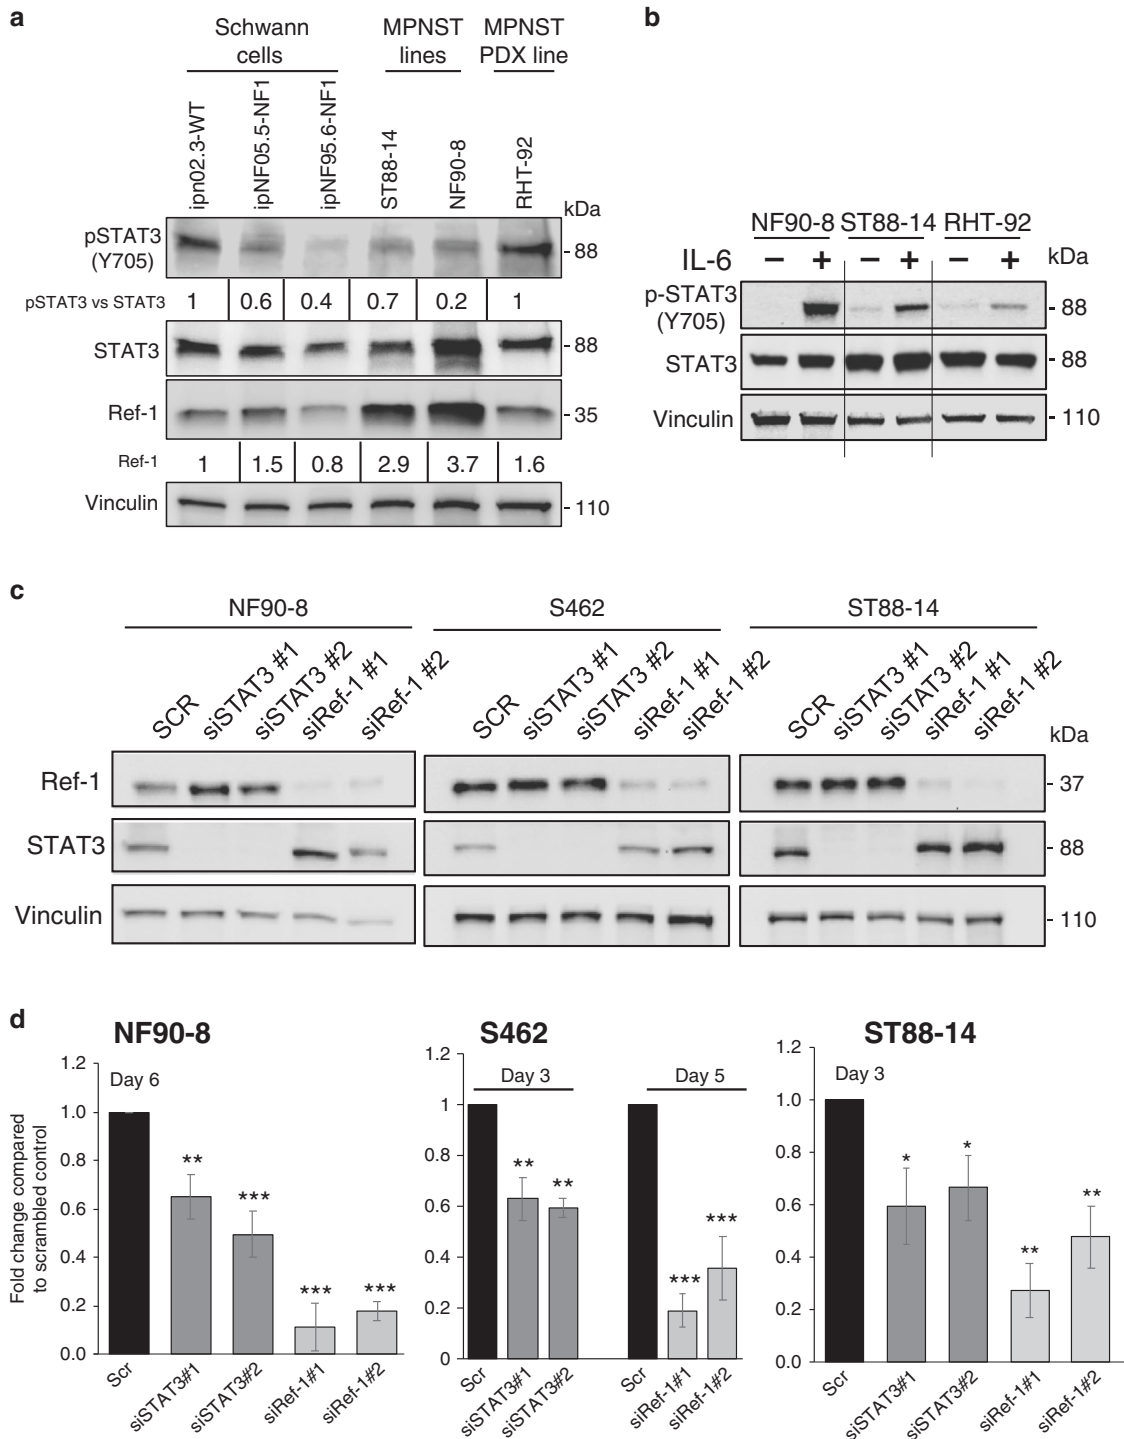 a
Schwann cells
MPNST lines
MPNST PDX line
ipn02.3-WT
ipNF05.5-NF1
ipNF95.6-NF1
ST88-14
NF90-8
RHT-92
kDa
pSTAT3 (Y705)
- 88
pSTAT3 vs STAT3 1 0.6 0.4 0.7 0.2 1
STAT3 - 88
Ref-1 - 35
Ref-1 1 1.5 0.8 2.9 3.7 1.6
Vinculin - 110
b
NF90-8 ST88-14 RHT-92
IL-6 − + − + − + kDa
p-STAT3 (Y705)
- 88
STAT3 - 88
Vinculin - 110
c
NF90-8 S462 ST88-14
SCR siSTAT3 #1 siSTAT3 #2 siRef-1 #1 siRef-1 #2
SCR siSTAT3 #1 siSTAT3 #2 siRef-1 #1 siRef-1 #2
SCR siSTAT3 #1 siSTAT3 #2 siRef-1 #1 siRef-1 #2
kDa
Ref-1 - 37
STAT3 - 88
Vinculin - 110
d
NF90-8
Day 6
Fold change compared to scrambled control
1.2
1.0
0.8
0.6
0.4
0.2
0.0
** *** *** ***
Scr siSTAT3#1 siSTAT3#2 siRef-1#1 siRef-1#2
S462
Day 3 Day 5
1.2
1
0.8
0.6
0.4
0.2
0
** ** *** ***
Scr siSTAT3#1 siSTAT3#2 Scr siRef-1#1 siRef-1#2
ST88-14
Day 3
1.2
1.0
0.8
0.6
0.4
0.2
0.0
* * ** **
Scr siSTAT3#1 siSTAT3#2 siRef-1#1 siRef-1#2